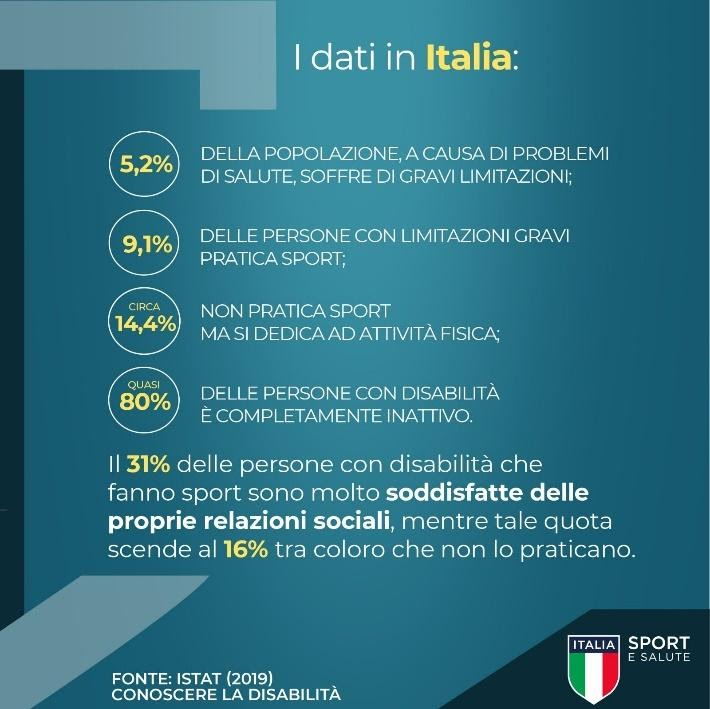 I dati in Italia:
5,2%
DELLA POPOLAZIONE, A CAUSA DI PROBLEMI
DI SALUTE, SOFFRE DI GRAVI LIMITAZIONI;
9,1%
DELLE PERSONE CON LIMITAZIONI GRAVI
PRATICA SPORT;
CIRCA
14,4%
NON PRATICA SPORT
MA SI DEDICA AD ATTIVITÀ FISICA;
QUASI
80%
DELLE PERSONE CON DISABILITÀ
È COMPLETAMENTE INATTIVO.
Il 31% delle persone con disabilità che
fanno sport sono molto soddisfatte delle
proprie relazioni sociali, mentre tale quota
scende al 16% tra coloro che non lo praticano.
FONTE: ISTAT (2019)
CONOSCERE LA DISABILITÀ
ITALIA
SPORT
E SALUTE